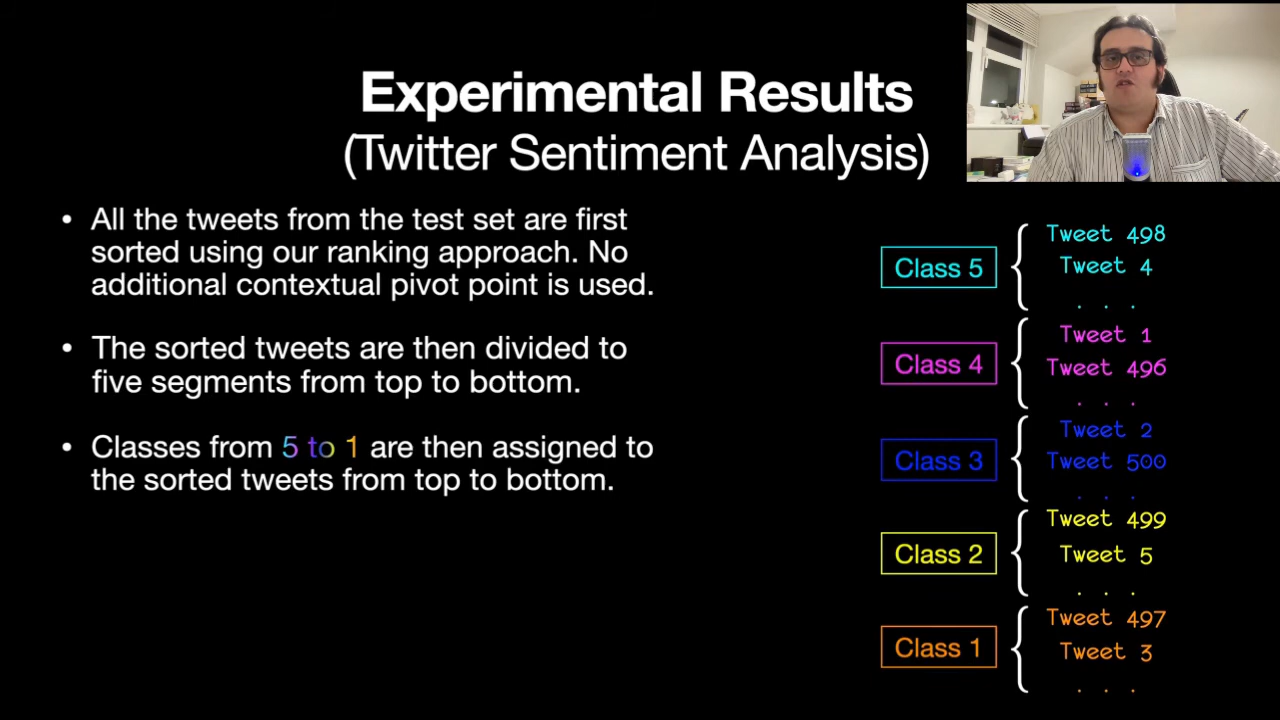 Experimental Results
(Twitter Sentiment Analysis)
• All the tweets from the test set are first
sorted using our ranking approach. No
additional contextual pivot point is used.
• The sorted tweets are then divided to
five segments from top to bottom.
• Classes from 5 to 1 are then assigned to
the sorted tweets from top to bottom.
Class 5
Tweet 498
Tweet 4
. . .
Class 4
Tweet 1
Tweet 496
. . .
Class 3
Tweet 2
Tweet 500
. . .
Class 2
Tweet 499
Tweet 5
. . .
Class 1
Tweet 497
Tweet 3
. . .